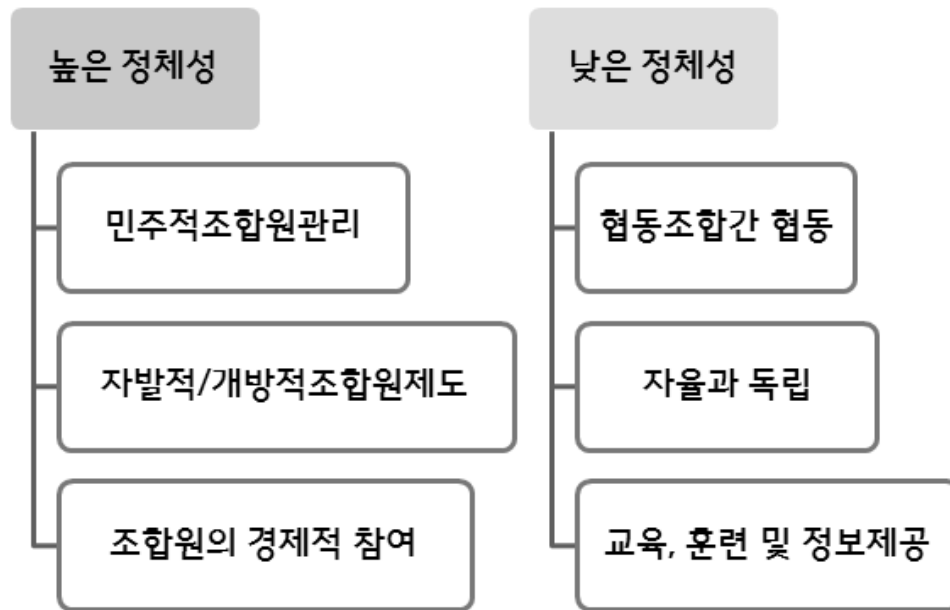 높은 정체성
민주적조합원관리
자발적/개방적조합원제도
조합원의 경제적 참여
낮은 정체성
협동조합간 협동
자율과 독립
교육, 훈련 및 정보제공